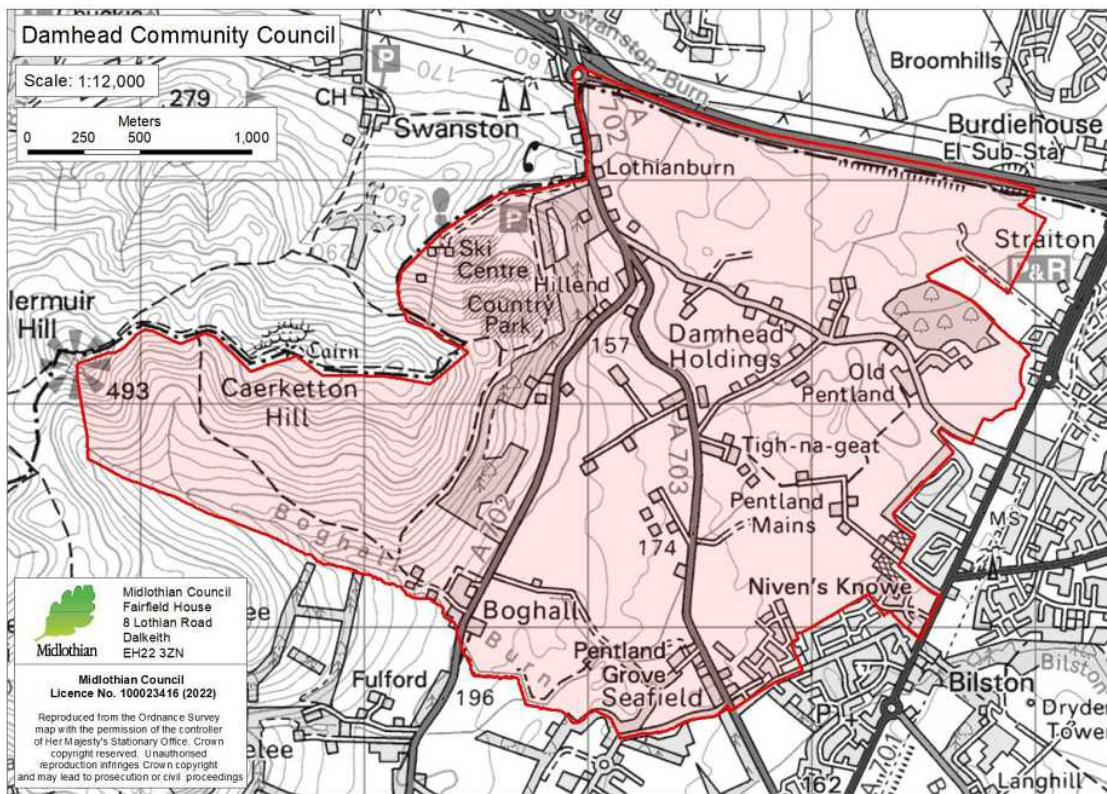 Damhead Community Council
Scale: 1:12,000
Meters
0 250 500 1,000
279
CH
P
170
60
Swanston Burn
Broomhills
Swanston
A 702
Burdiehouse
El Sub Sta
Lothianburn
250
P
Straiton
P&R
290
Ski
Centre
Hillend
Country
Park
Hill
Cairn
157
Damhead
Holdings
Old
Pentland
493
Caerketton
Hill
A 703
Tigh-na-geat
Pentland
Mains
MS
174
A 702
Boghall
Burn
Niven's Knowe
Boghall
Pentland
Grove
Seafield
Fulford
196
Bilston
P
Dryden
Tower
A 701
162
Langhill
Midlothian
Midlothian Council
Fairfield House
8 Lothian Road
Dalkeith
EH22 3ZN
Midlothian Council
Licence No. 100023416 (2022)
Reproduced from the Ordnance Survey
map with the permission of the controller
of Her Majesty's Stationary Office. Crown
copyright reserved. Unauthorised
reproduction infringes Crown copyright
and may lead to prosecution or civil proceedings